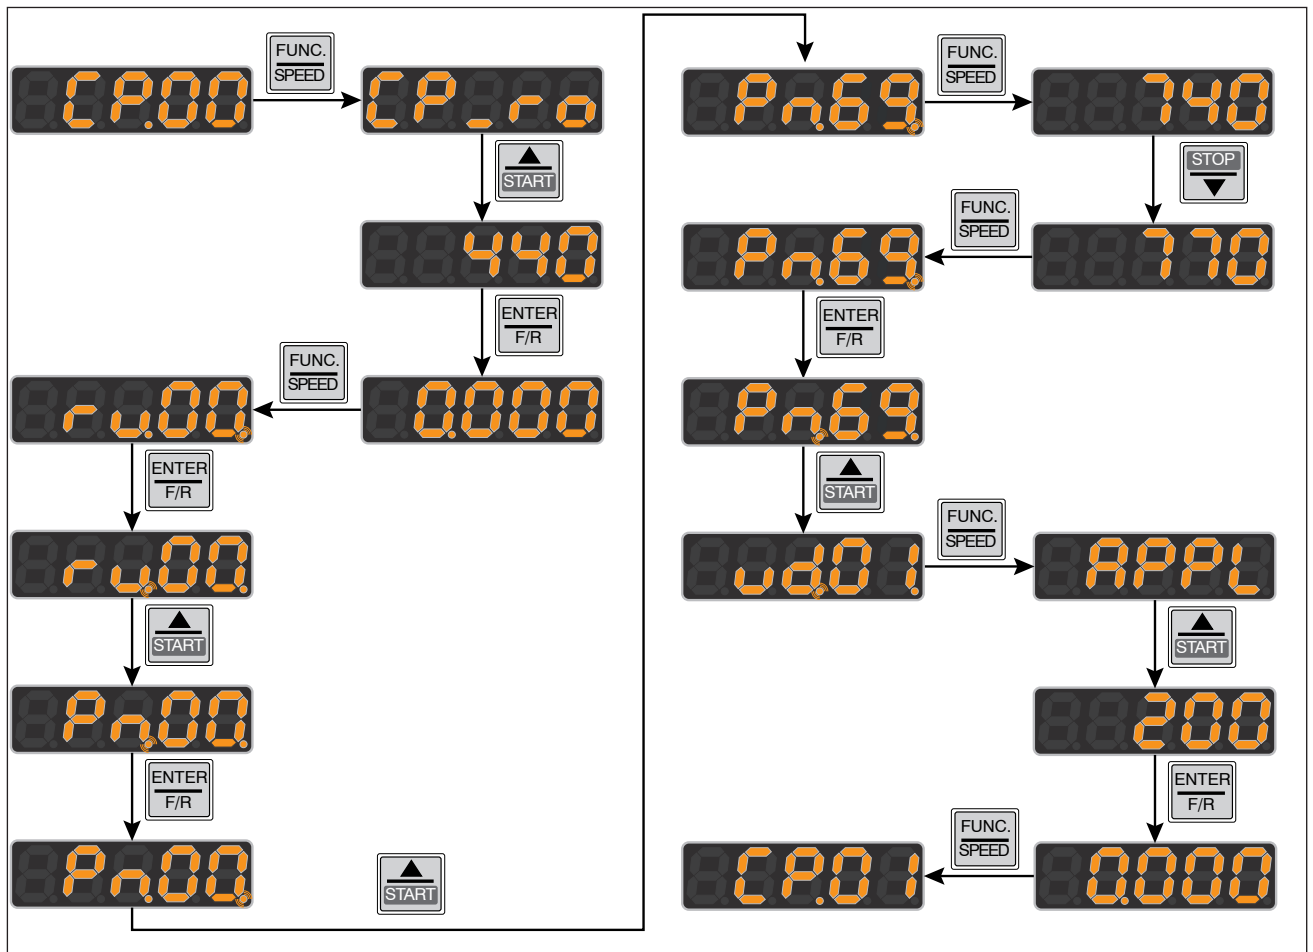 CP.00
FUNC.
SPEED
CP_ro
START
440
ENTER
F/R
0.000
FUNC.
SPEED
ru.00.
ENTER
F/R
ru.00.
START
Pn.00.
ENTER
F/R
Pn.00.
START
Pn.69.
FUNC.
SPEED
740
STOP
770
FUNC.
SPEED
Pn.69.
ENTER
F/R
Pn.69.
START
ud.01.
FUNC.
SPEED
APPL
START
200
ENTER
F/R
0.000
FUNC.
SPEED
CP.01